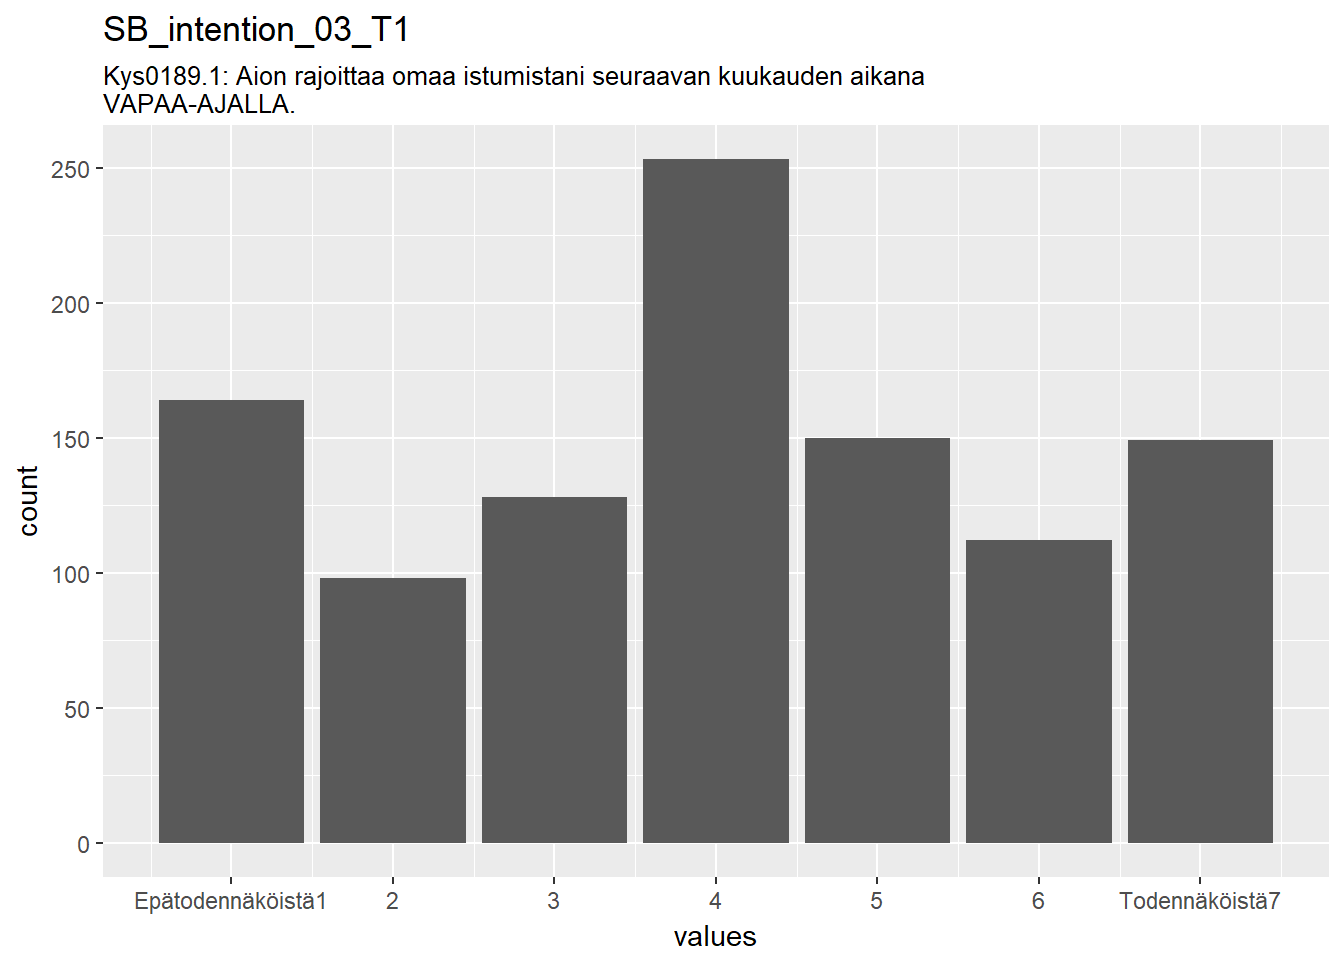 SB_intention_03_T1
Kys0189.1: Aion rajoittaa omaa istumistani seuraavan kuukauden aikana
VAPAA-AJALLA.
250
200
150
100
50
0
count
Epätodennäköistä1 2 3 4 5 6 Todennäköistä7
values